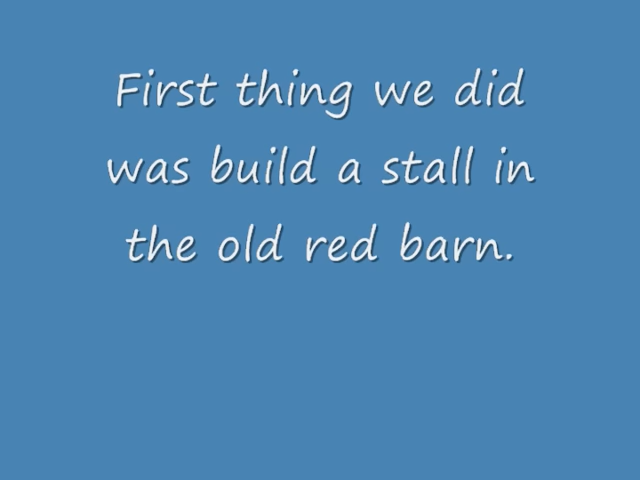 First thing we did
was build a stall in
the old red barn.